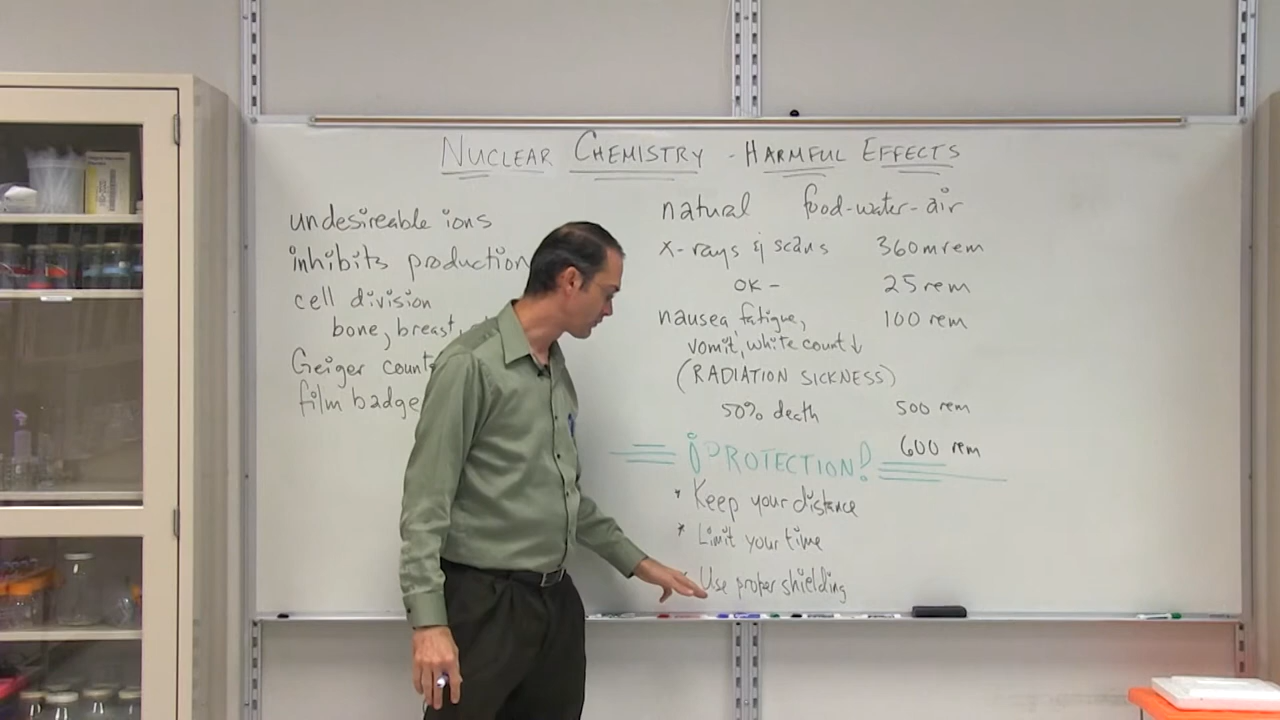 NUCLEAR CHEMISTRY - HARMFUL EFFECTS
undesireable ions
inhibits production
cell division
bone, breast,
Geiger count
film badge
natural food-water-air
x-rays & scans 360 mrem
OK - 25 rem
nausea, fatigue, 100 rem
vomit, white count ↓
(RADIATION SICKNESS)
50% death 500 rem
600 rem
¡PROTECTION!
* Keep your distance
* Limit your time
Use proper shielding